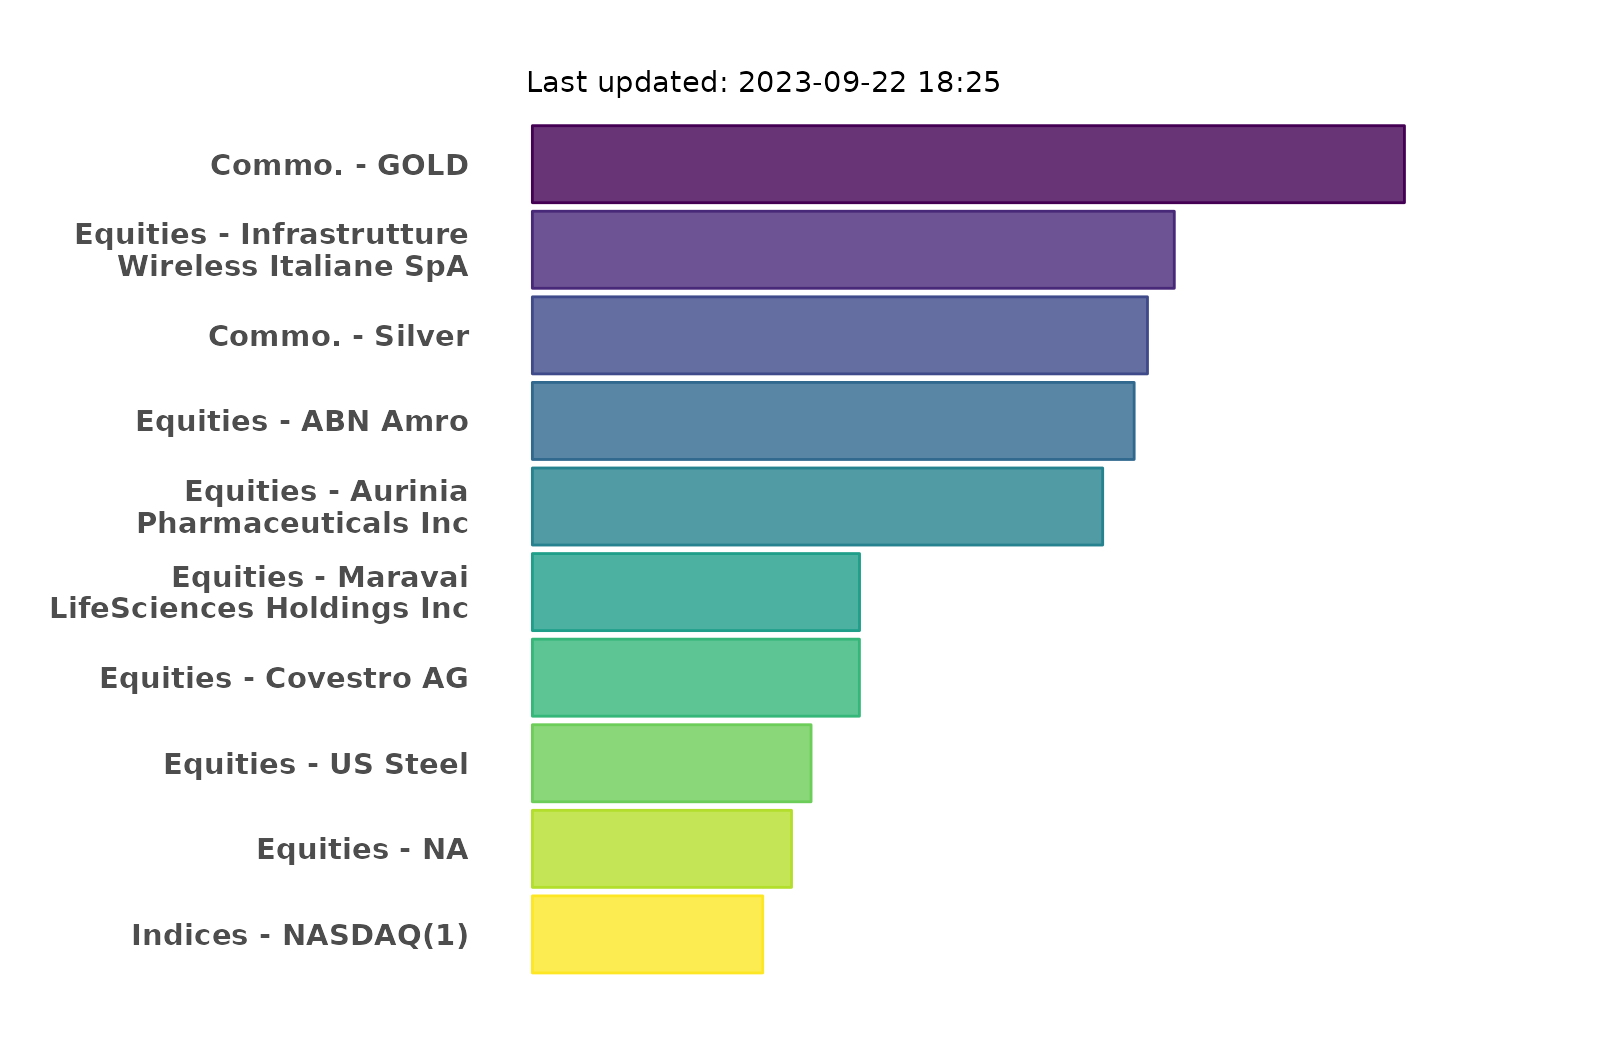 Last updated: 2023-09-22 18:25
Commo. - GOLD
Equities - Infrastrutture
Wireless Italiane SpA
Commo. - Silver
Equities - ABN Amro
Equities - Aurinia
Pharmaceuticals Inc
Equities - Maravai
LifeSciences Holdings Inc
Equities - Covestro AG
Equities - US Steel
Equities - NA
Indices - NASDAQ(1)